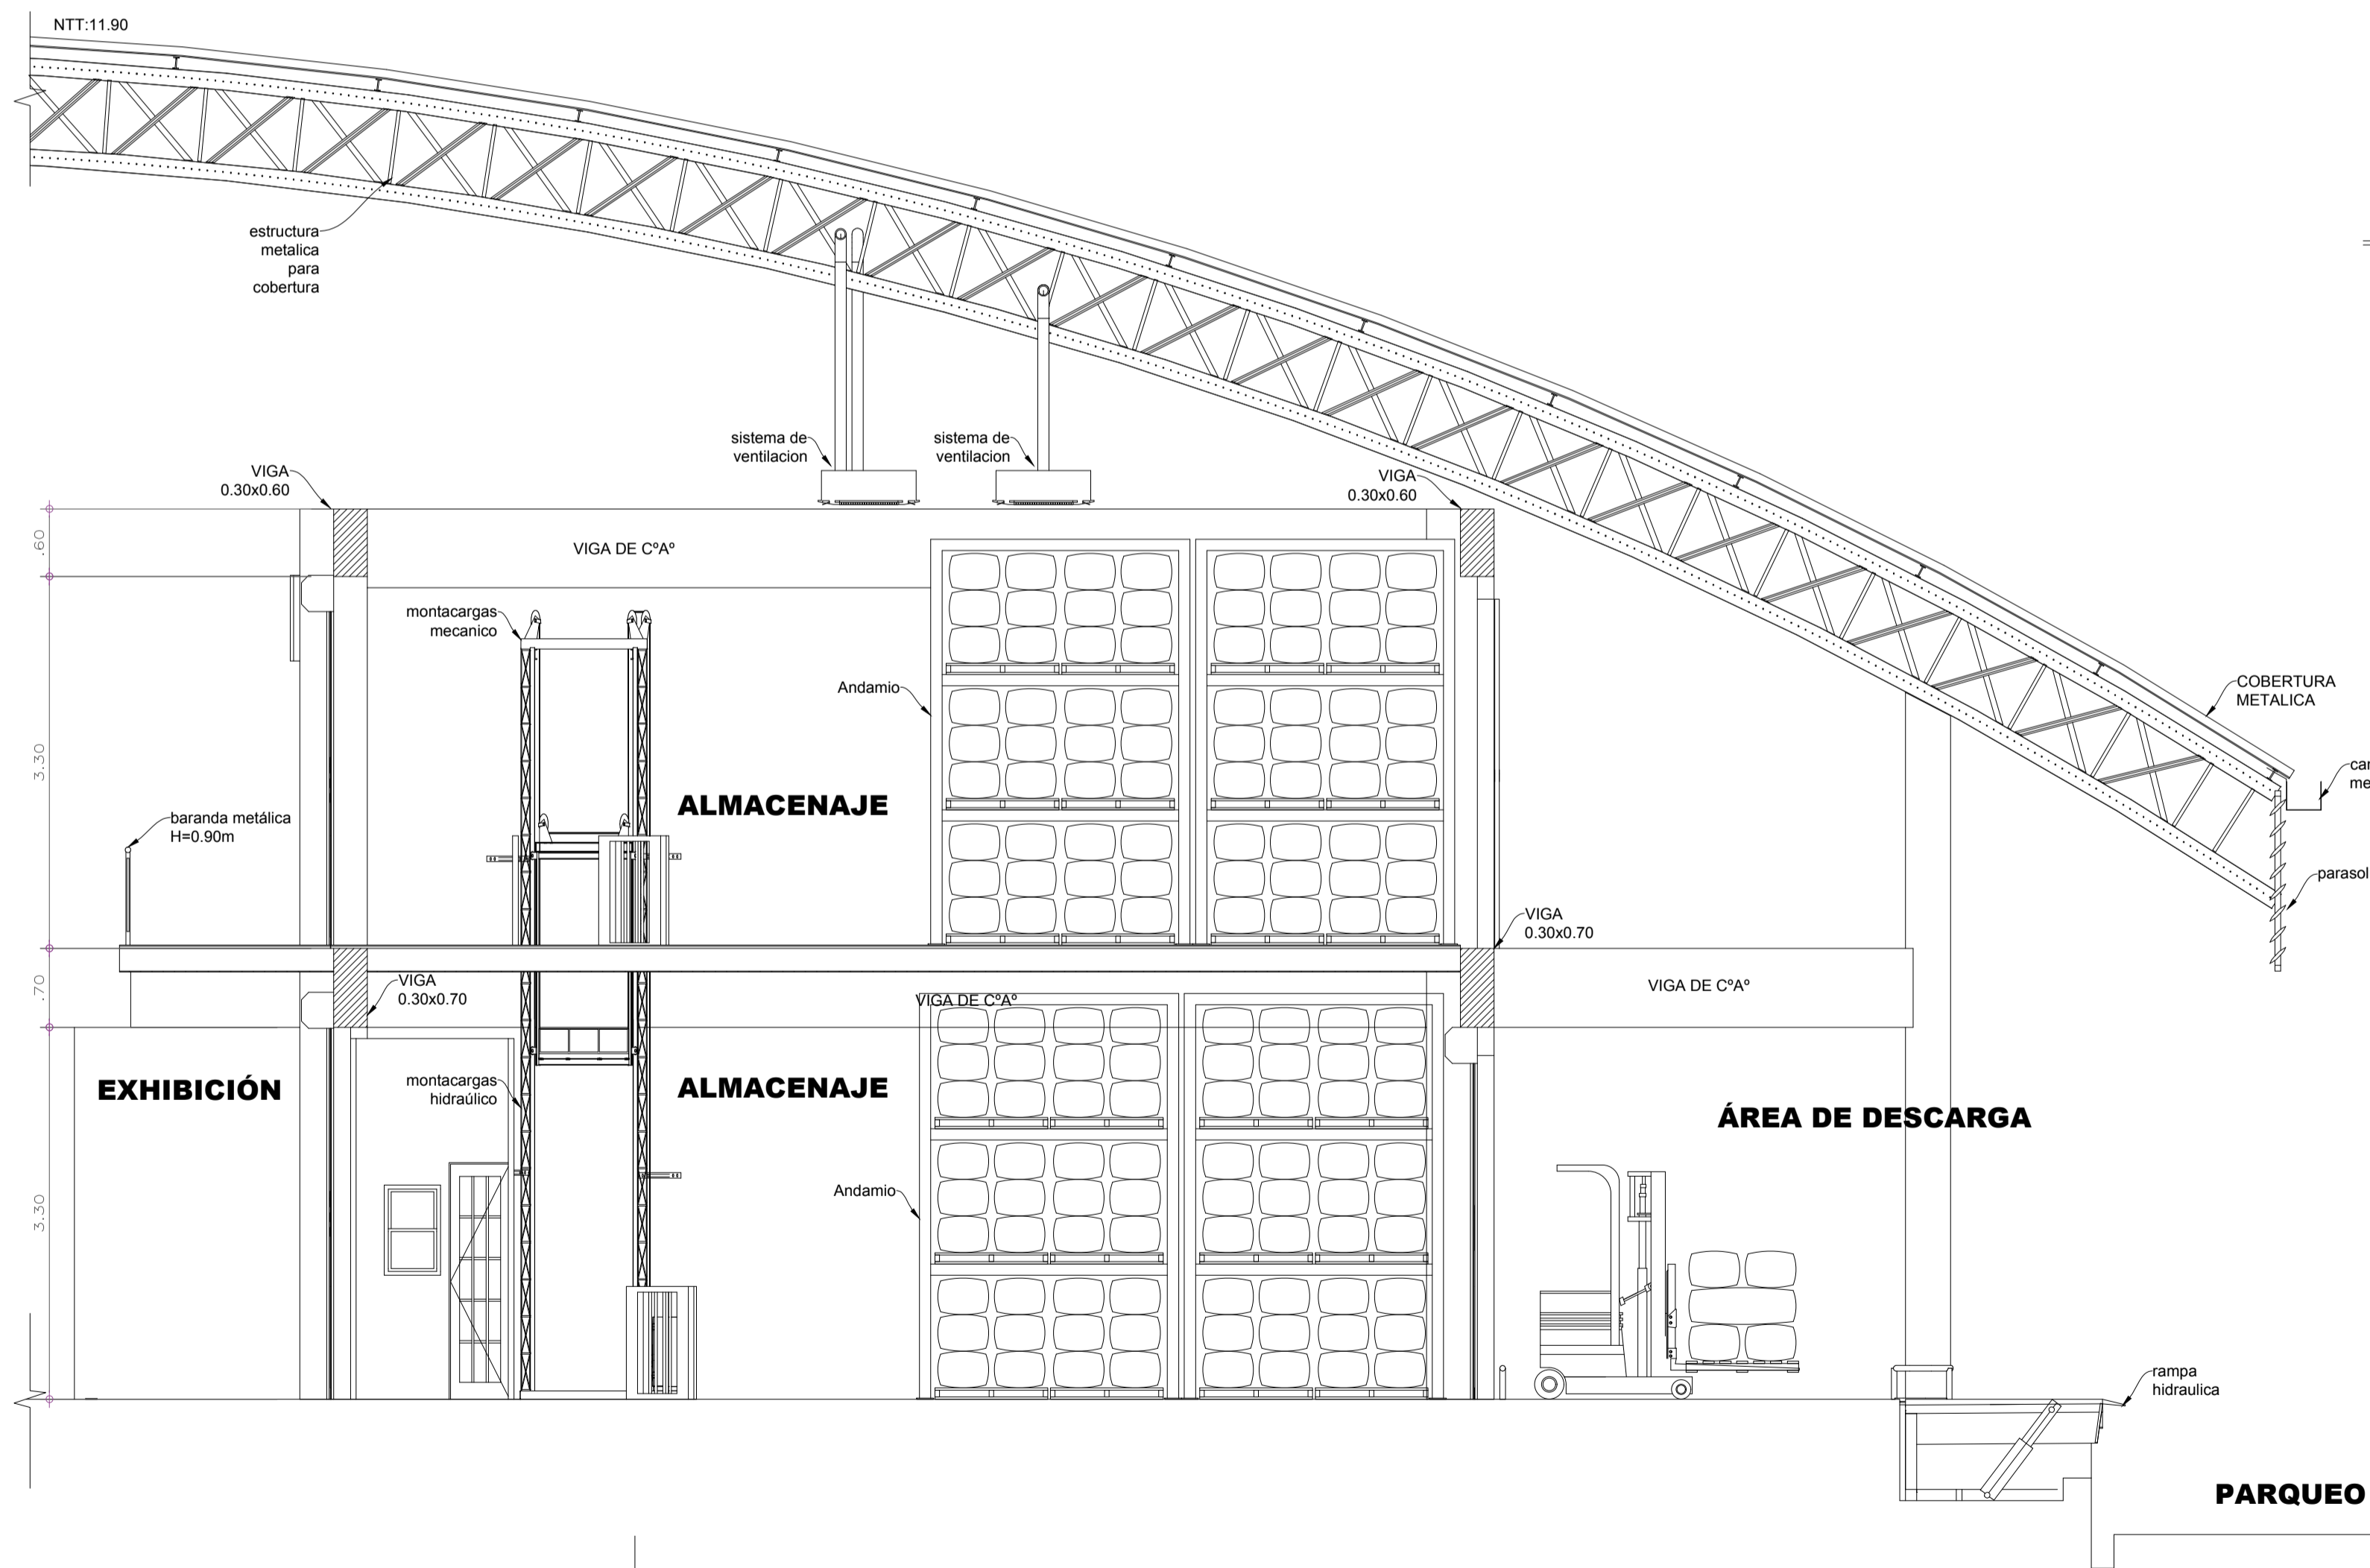 NTT:11.90
estructura
metalica
para
cobertura
sistema de
ventilacion
sistema de
ventilacion
VIGA
0.30x0.60
VIGA
0.30x0.60
.60
VIGA DE CºAº
montacargas
mecanico
Andamio
COBERTURA
METALICA
3.30
ALMACENAJE
baranda metálica
H=0.90m
parasol
VIGA
0.30x0.70
.70
VIGA
0.30x0.70
VIGA DE CºAº
VIGA DE CºAº
EXHIBICIÓN
montacargas
hidraúlico
ALMACENAJE
ÁREA DE DESCARGA
Andamio
3.30
rampa
hidraulica
PARQUEO